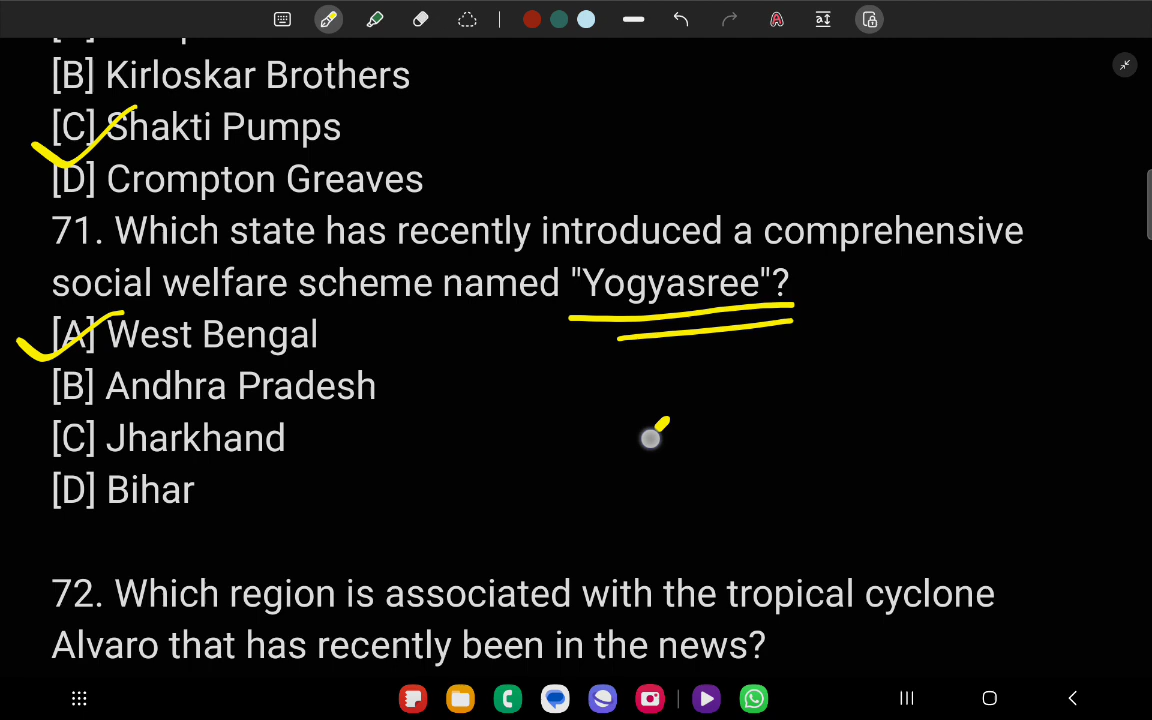 [B] Kirloskar Brothers
[C] Shakti Pumps
[D] Crompton Greaves
71. Which state has recently introduced a comprehensive
social welfare scheme named "Yogyasree"?
[A] West Bengal
[B] Andhra Pradesh
[C] Jharkhand
[D] Bihar
72. Which region is associated with the tropical cyclone
Alvaro that has recently been in the news?